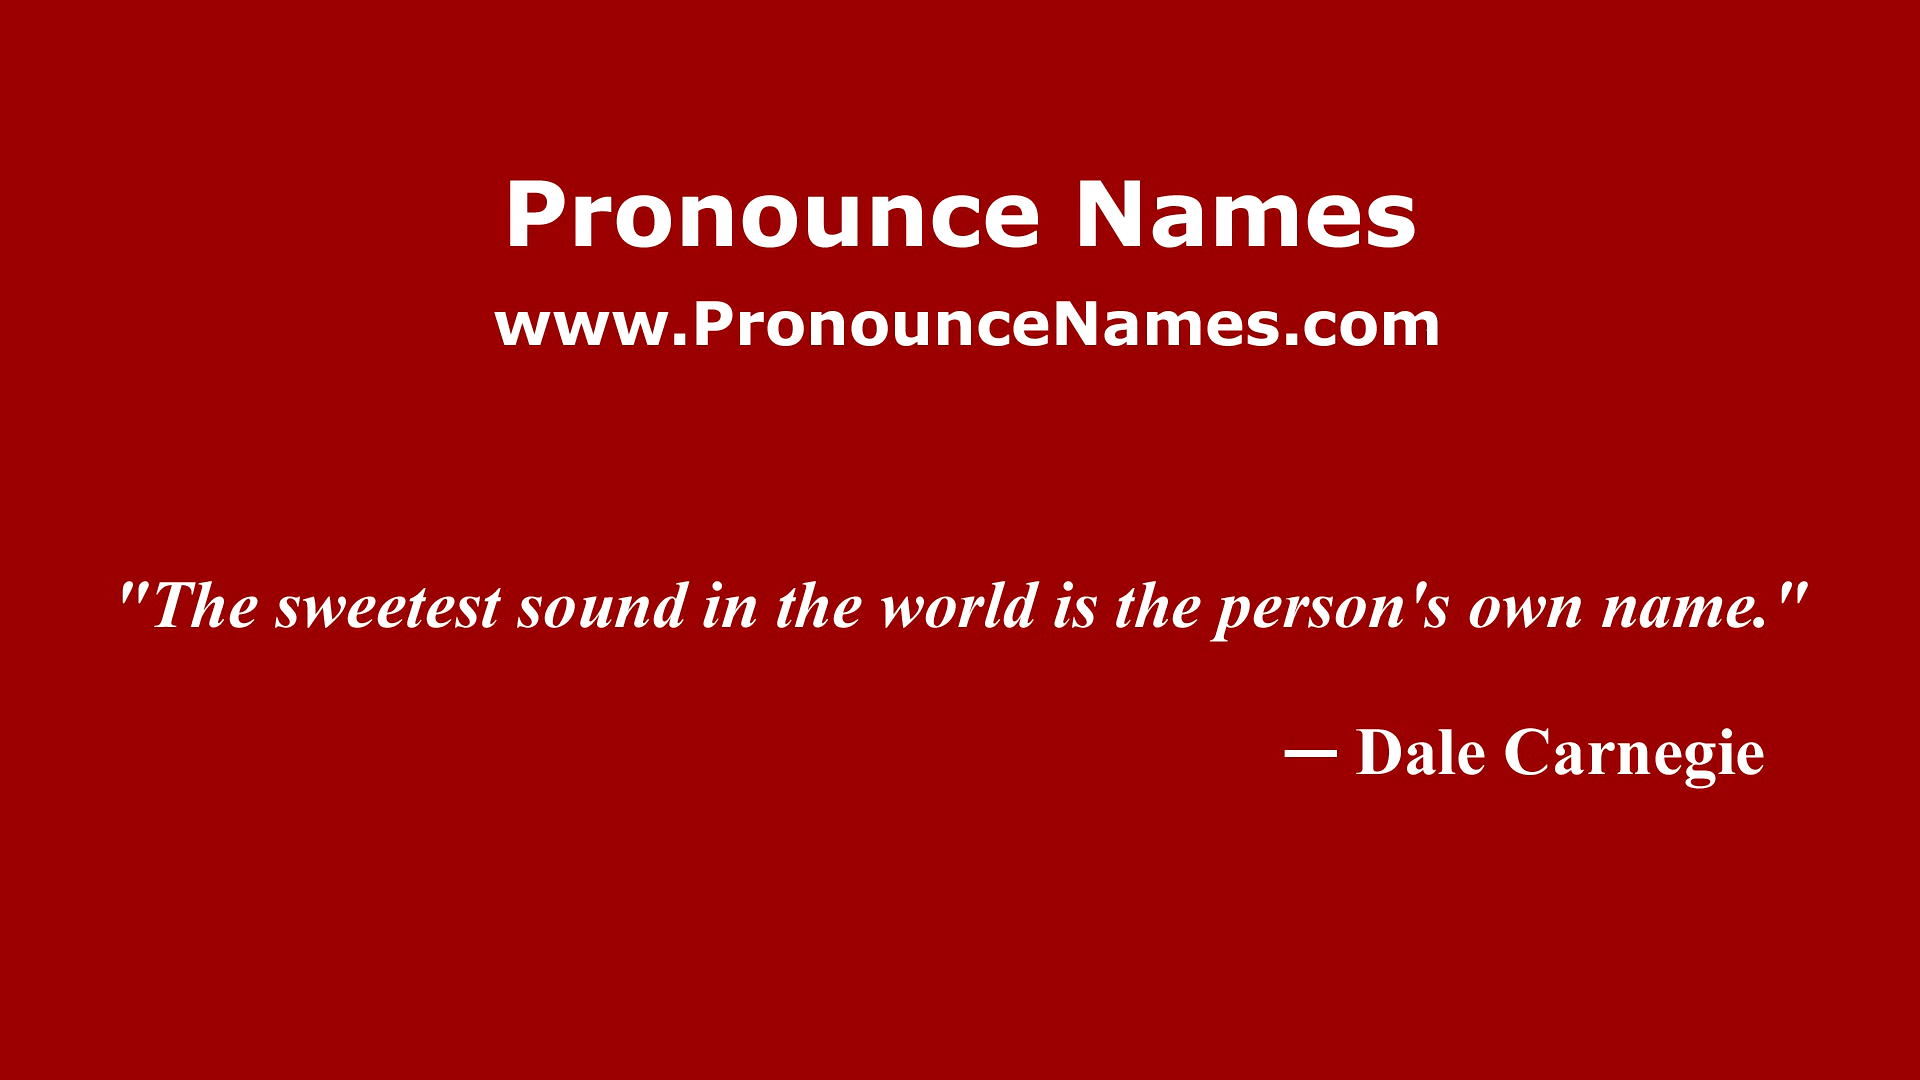 Pronounce Names
www.PronounceNames.com
"The sweetest sound in the world is the person's own name."
— Dale Carnegie